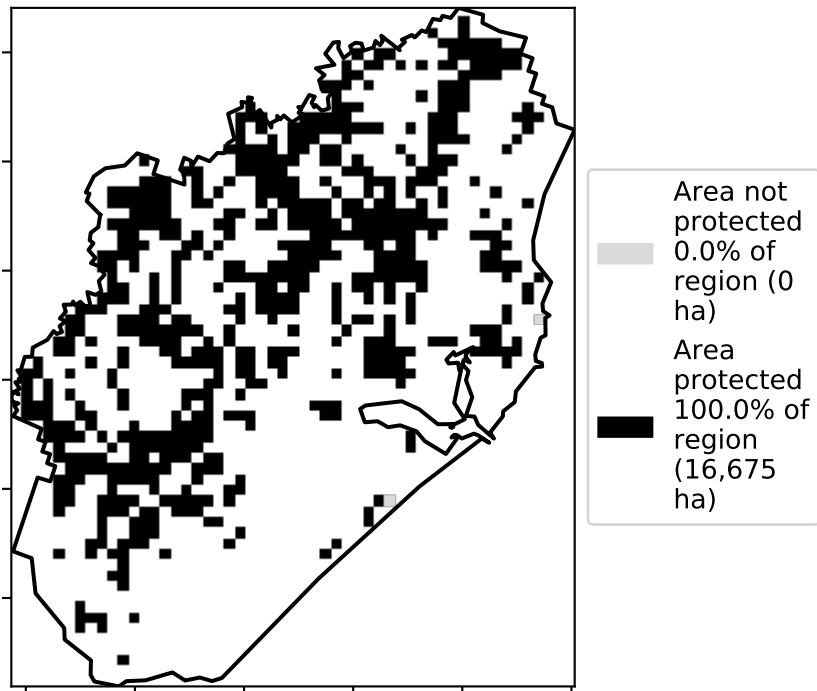 Area not
protected
0.0% of
region (0
ha)
Area
protected
100.0% of
region
(16,675
ha)